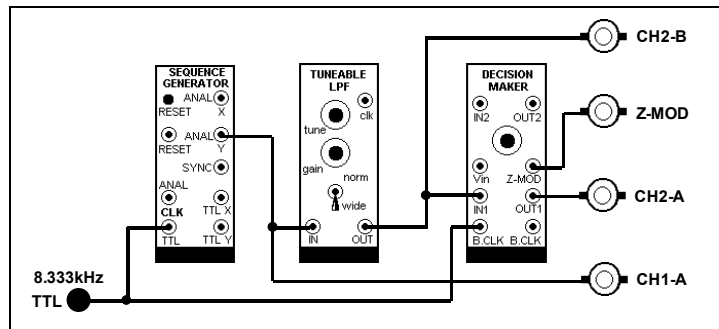 CH2-B
SEQUENCE GENERATOR
TUNEABLE LPF
DECISION MAKER
ANAL X
RESET
ANAL Y
RESET
SYNC
ANAL
CLK
TTL
TTL X
TTL Y
clk
tune
gain
norm
wide
IN
OUT
IN2
OUT2
Vin
Z-MOD
IN1
OUT1
B.CLK
B.CLK
Z-MOD
CH2-A
8.333kHz
TTL
CH1-A